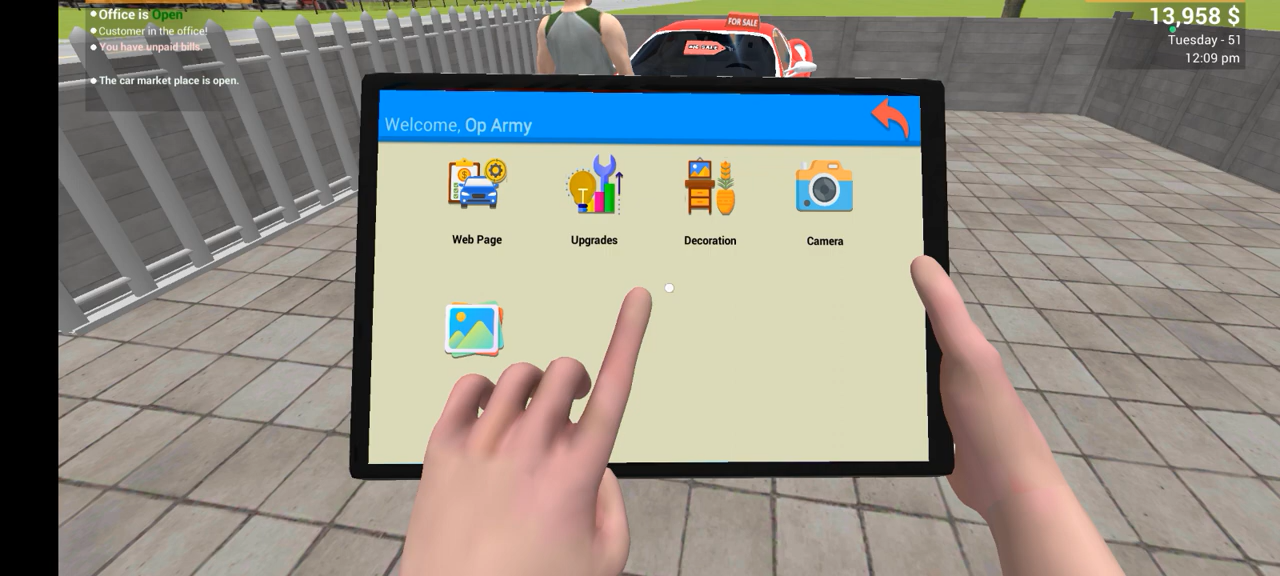 Office is Open
Customer in the office!
You have unpaid bills.
The car market place is open.
FOR SALE
13,958 $
Tuesday - 51
12:09 pm
Welcome, Op Army
Web Page
Upgrades
Decoration
Camera